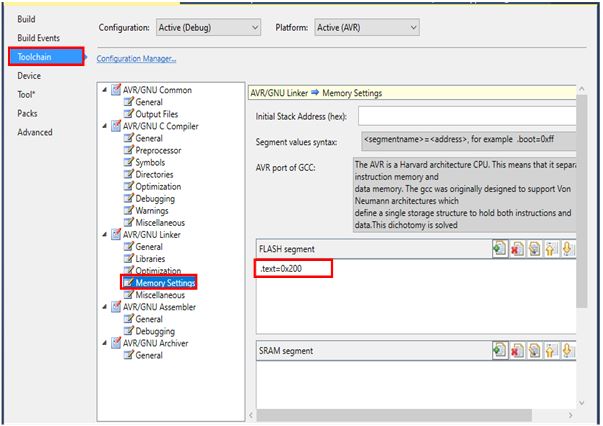 Build
Build Events
Toolchain
Device
Tool*
Packs
Advanced
Configuration: Active (Debug) Platform: Active (AVR)
Configuration Manager...
AVR/GNU Common
General
Output Files
AVR/GNU C Compiler
General
Preprocessor
Symbols
Directories
Optimization
Debugging
Warnings
Miscellaneous
AVR/GNU Linker
General
Libraries
Optimization
Memory Settings
Miscellaneous
AVR/GNU Assembler
General
Debugging
AVR/GNU Archiver
General
AVR/GNU Linker Memory Settings
Initial Stack Address (hex):
Segment values syntax: <segmentname>=<address>, for example .boot=0xff
AVR port of GCC: The AVR is a Harvard architecture CPU. This means that it separ
instruction memory and
data memory. The gcc was originally designed to support Von
Neumann architectures which
define a single storage structure to hold both instructions and
data.This dichotomy is solved
FLASH segment
.text=0x200
SRAM segment